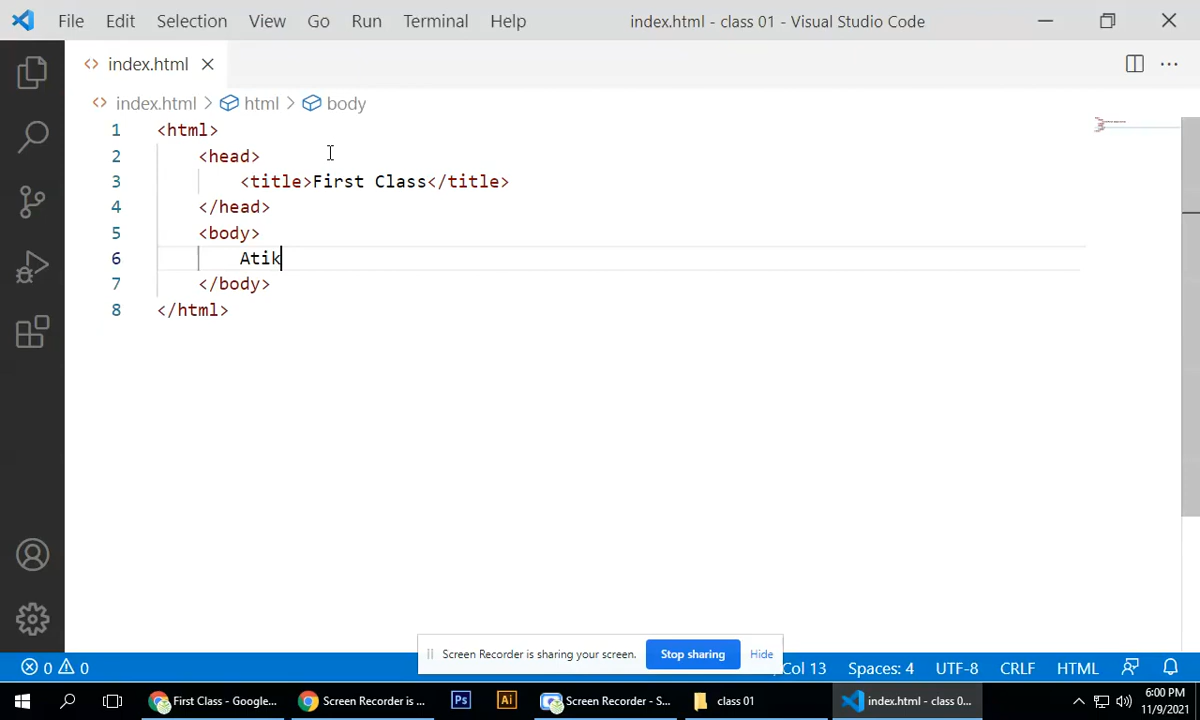 File Edit Selection View Go Run Terminal Help index.html - class 01 - Visual Studio Code
index.html
index.html > html > body
1 <html>
2 <head>
3 <title>First Class</title>
4 </head>
5 <body>
6 Atik
7 </body>
8 </html>
Screen Recorder is sharing your screen. Stop sharing Hide
0 0 Col 13 Spaces: 4 UTF-8 CRLF HTML
First Class - Google... Screen Recorder is ... Ps Ai Screen Recorder - S... class 01 index.html - class 0... 6:00 PM
11/9/2021